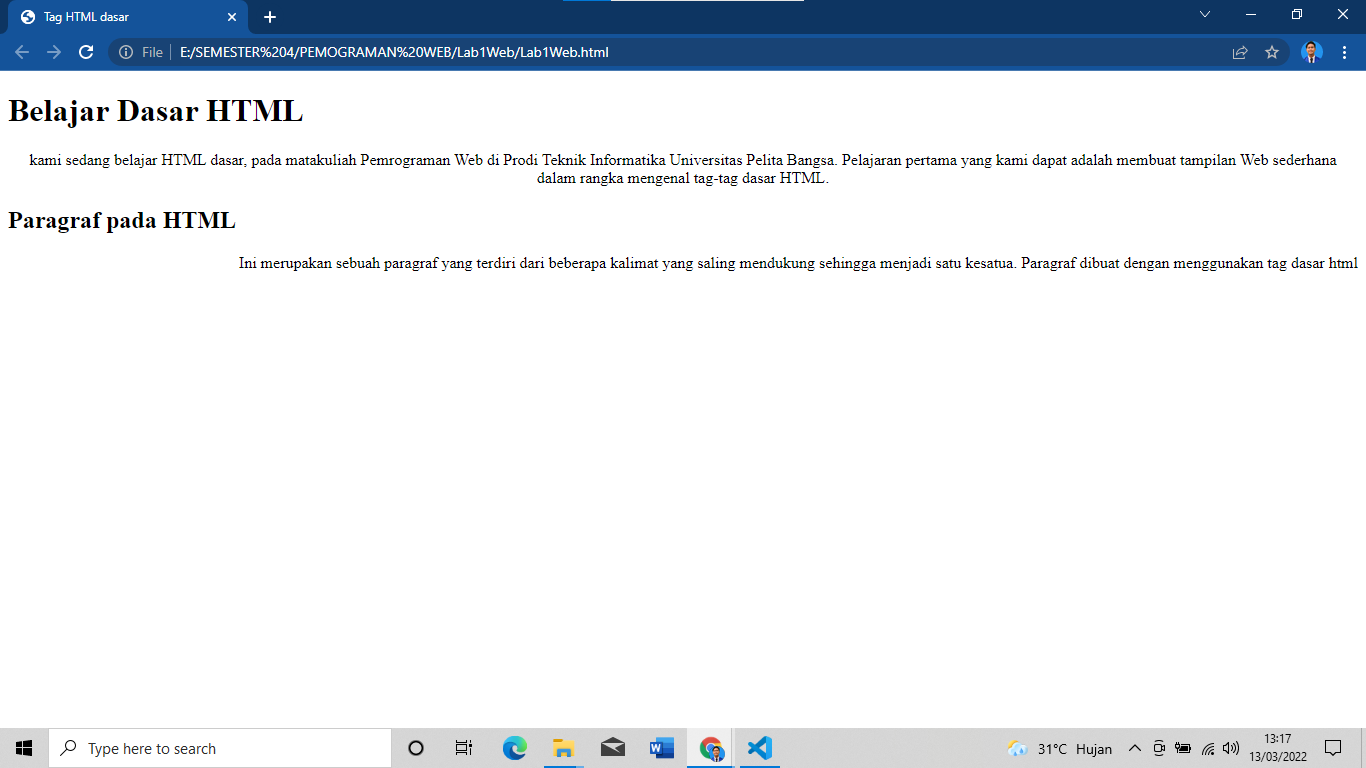 Tag HTML dasar
File
E:/SEMESTER%204/PEMOGRAMAN%20WEB/Lab1Web/Lab1Web.html
Belajar Dasar HTML
kami sedang belajar HTML dasar, pada matakuliah Pemrograman Web di Prodi Teknik Informatika Universitas Pelita Bangsa. Pelajaran pertama yang kami dapat adalah membuat tampilan Web sederhana
dalam rangka mengenal tag-tag dasar HTML.
Paragraf pada HTML
Ini merupakan sebuah paragraf yang terdiri dari beberapa kalimat yang saling mendukung sehingga menjadi satu kesatua. Paragraf dibuat dengan menggunakan tag dasar html
Type here to search
31°C Hujan
13:17
13/03/2022